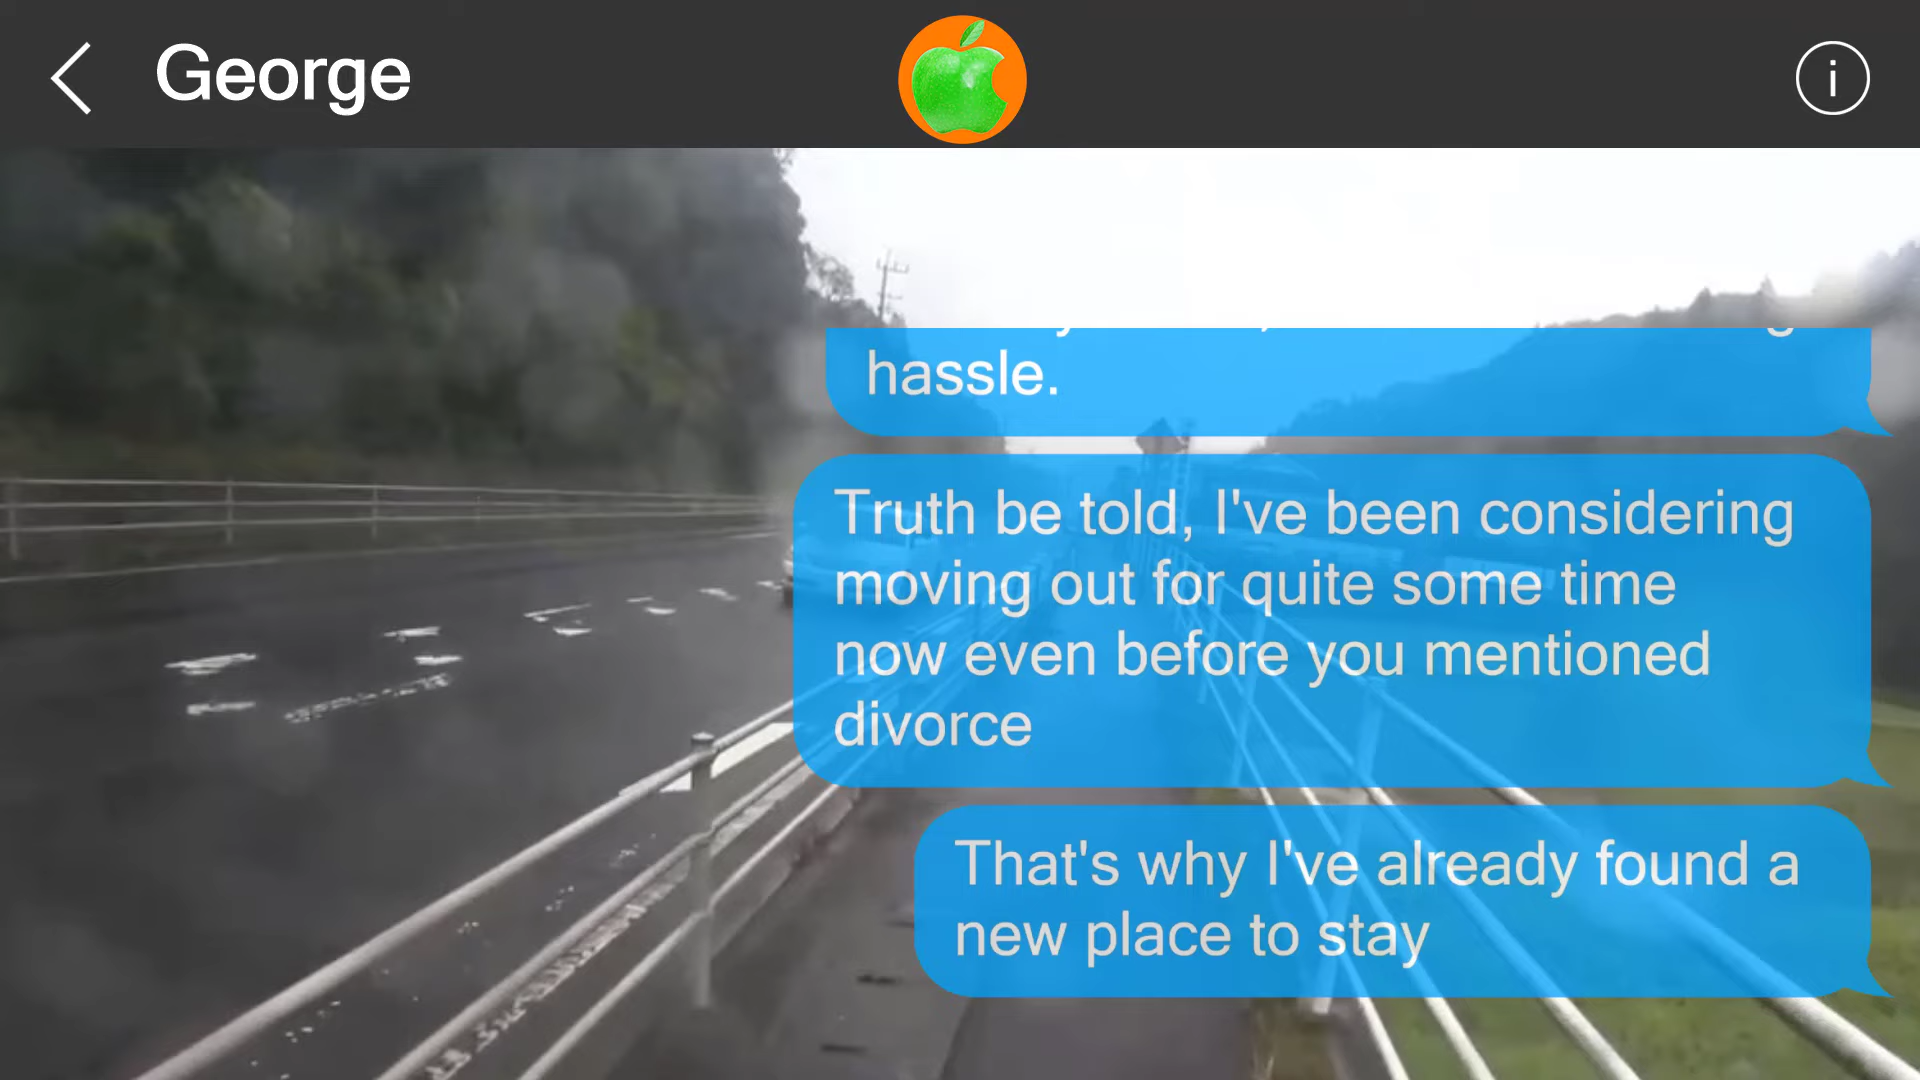 George
i
hassle.
Truth be told, I've been considering
moving out for quite some time
now even before you mentioned
divorce
That's why I've already found a
new place to stay